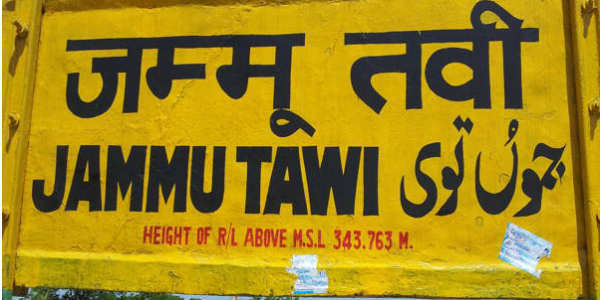 जम्मू तवी
JAMMU TAWI جموں توی
HEIGHT OF R/L ABOVE M.S.L 343.763 M.